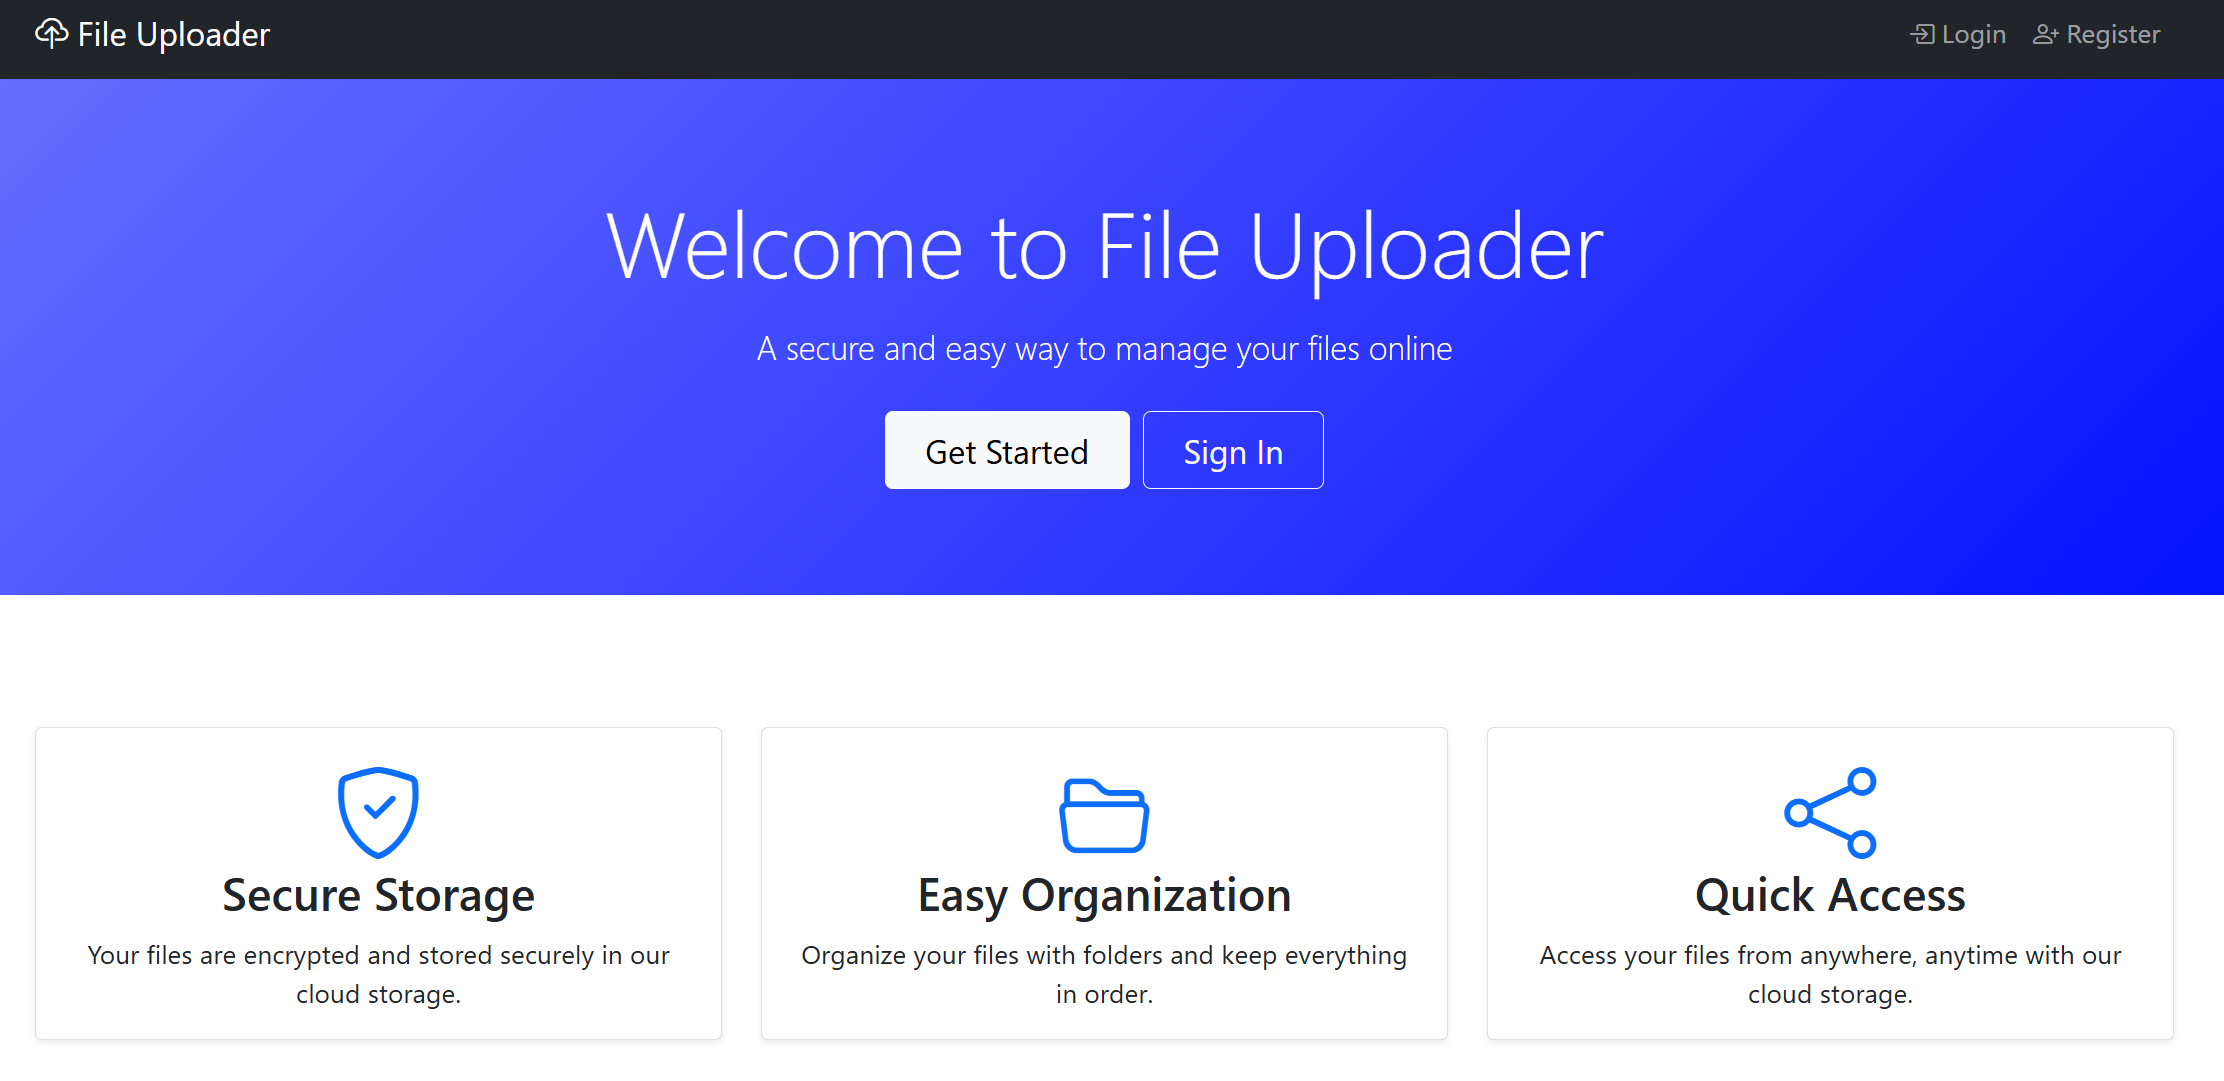 File Uploader
Login
Register
Welcome to File Uploader
A secure and easy way to manage your files online
Get Started
Sign In
Secure Storage
Your files are encrypted and stored securely in our
cloud storage.
Easy Organization
Organize your files with folders and keep everything
in order.
Quick Access
Access your files from anywhere, anytime with our
cloud storage.